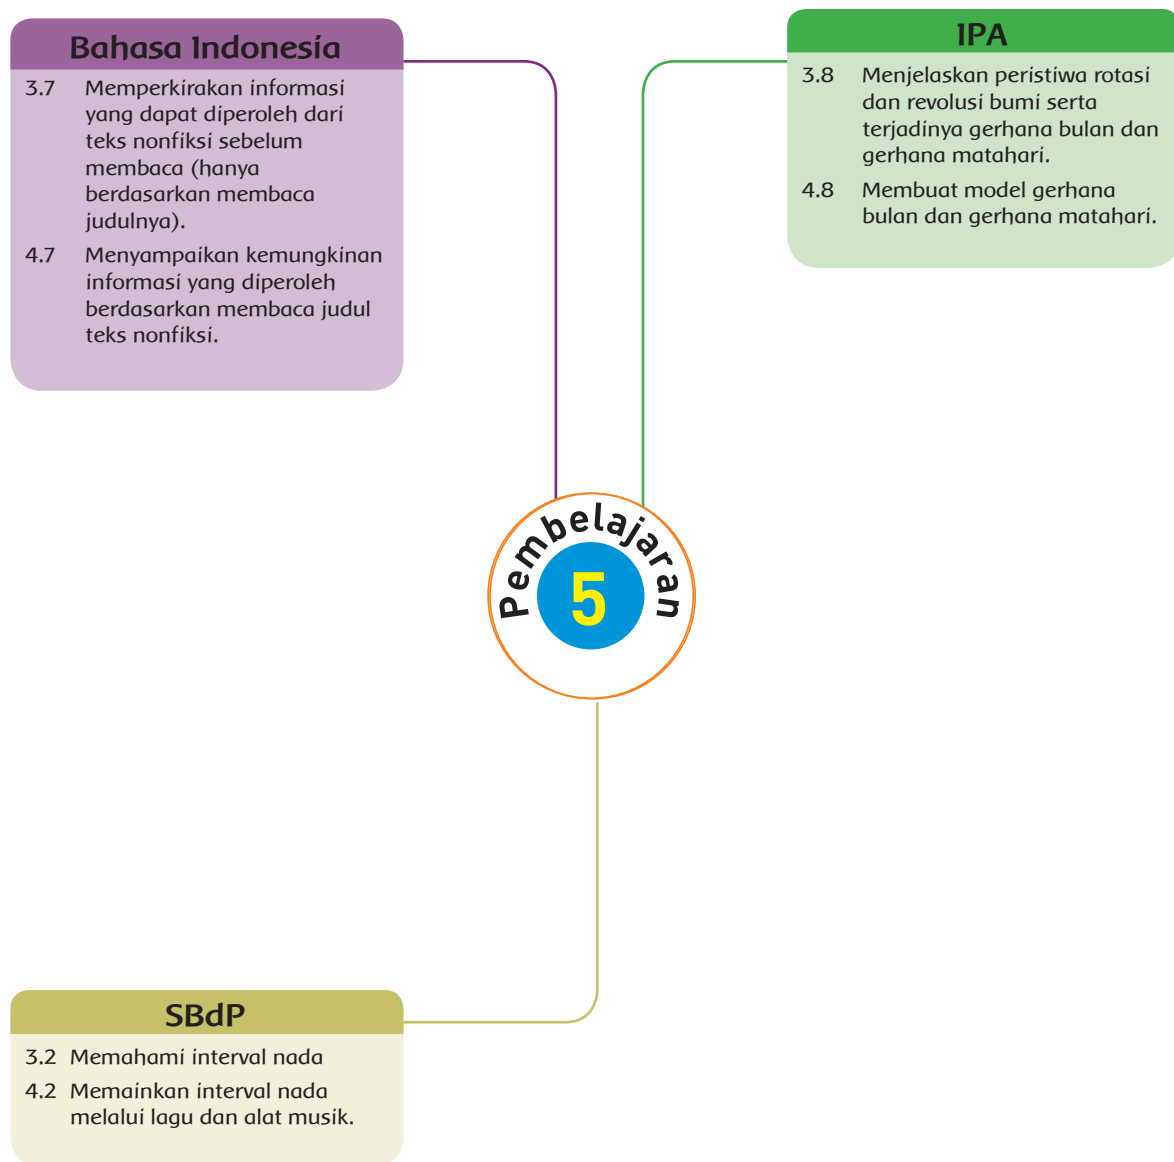 Bahasa Indonesia
3.7 Memperkirakan informasi
yang dapat diperoleh dari
teks nonfiksi sebelum
membaca (hanya
berdasarkan membaca
judulnya).
4.7 Menyampaikan kemungkinan
informasi yang diperoleh
berdasarkan membaca judul
teks nonfiksi.
IPA
3.8 Menjelaskan peristiwa rotasi
dan revolusi bumi serta
terjadinya gerhana bulan dan
gerhana matahari.
4.8 Membuat model gerhana
bulan dan gerhana matahari.
Pembelajaran
5
SBdP
3.2 Memahami interval nada
4.2 Memainkan interval nada
melalui lagu dan alat musik.